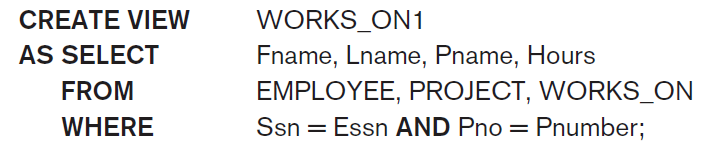 CREATE VIEW WORKS_ON1
AS SELECT Fname, Lname, Pname, Hours
FROM EMPLOYEE, PROJECT, WORKS_ON
WHERE Ssn = Essn AND Pno = Pnumber;